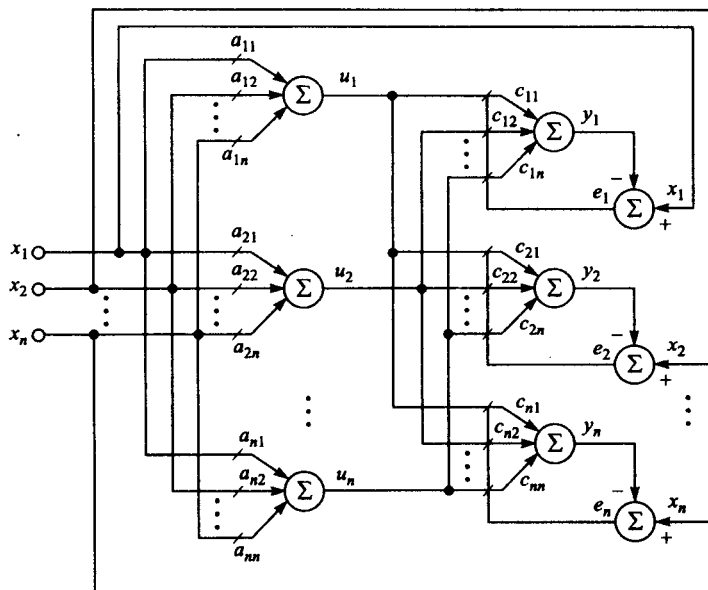 a₁₁
a₁₂
a₁ₙ
Σ
u₁
c₁₁
c₁₂
c₁ₙ
Σ
y₁
−
e₁
Σ
x₁
+
x₁
x₂
xₙ
a₂₁
a₂₂
a₂ₙ
Σ
u₂
c₂₁
c₂₂
c₂ₙ
Σ
y₂
−
e₂
Σ
x₂
+
aₙ₁
aₙ₂
aₙₙ
Σ
uₙ
cₙ₁
cₙ₂
cₙₙ
Σ
yₙ
−
eₙ
Σ
xₙ
+